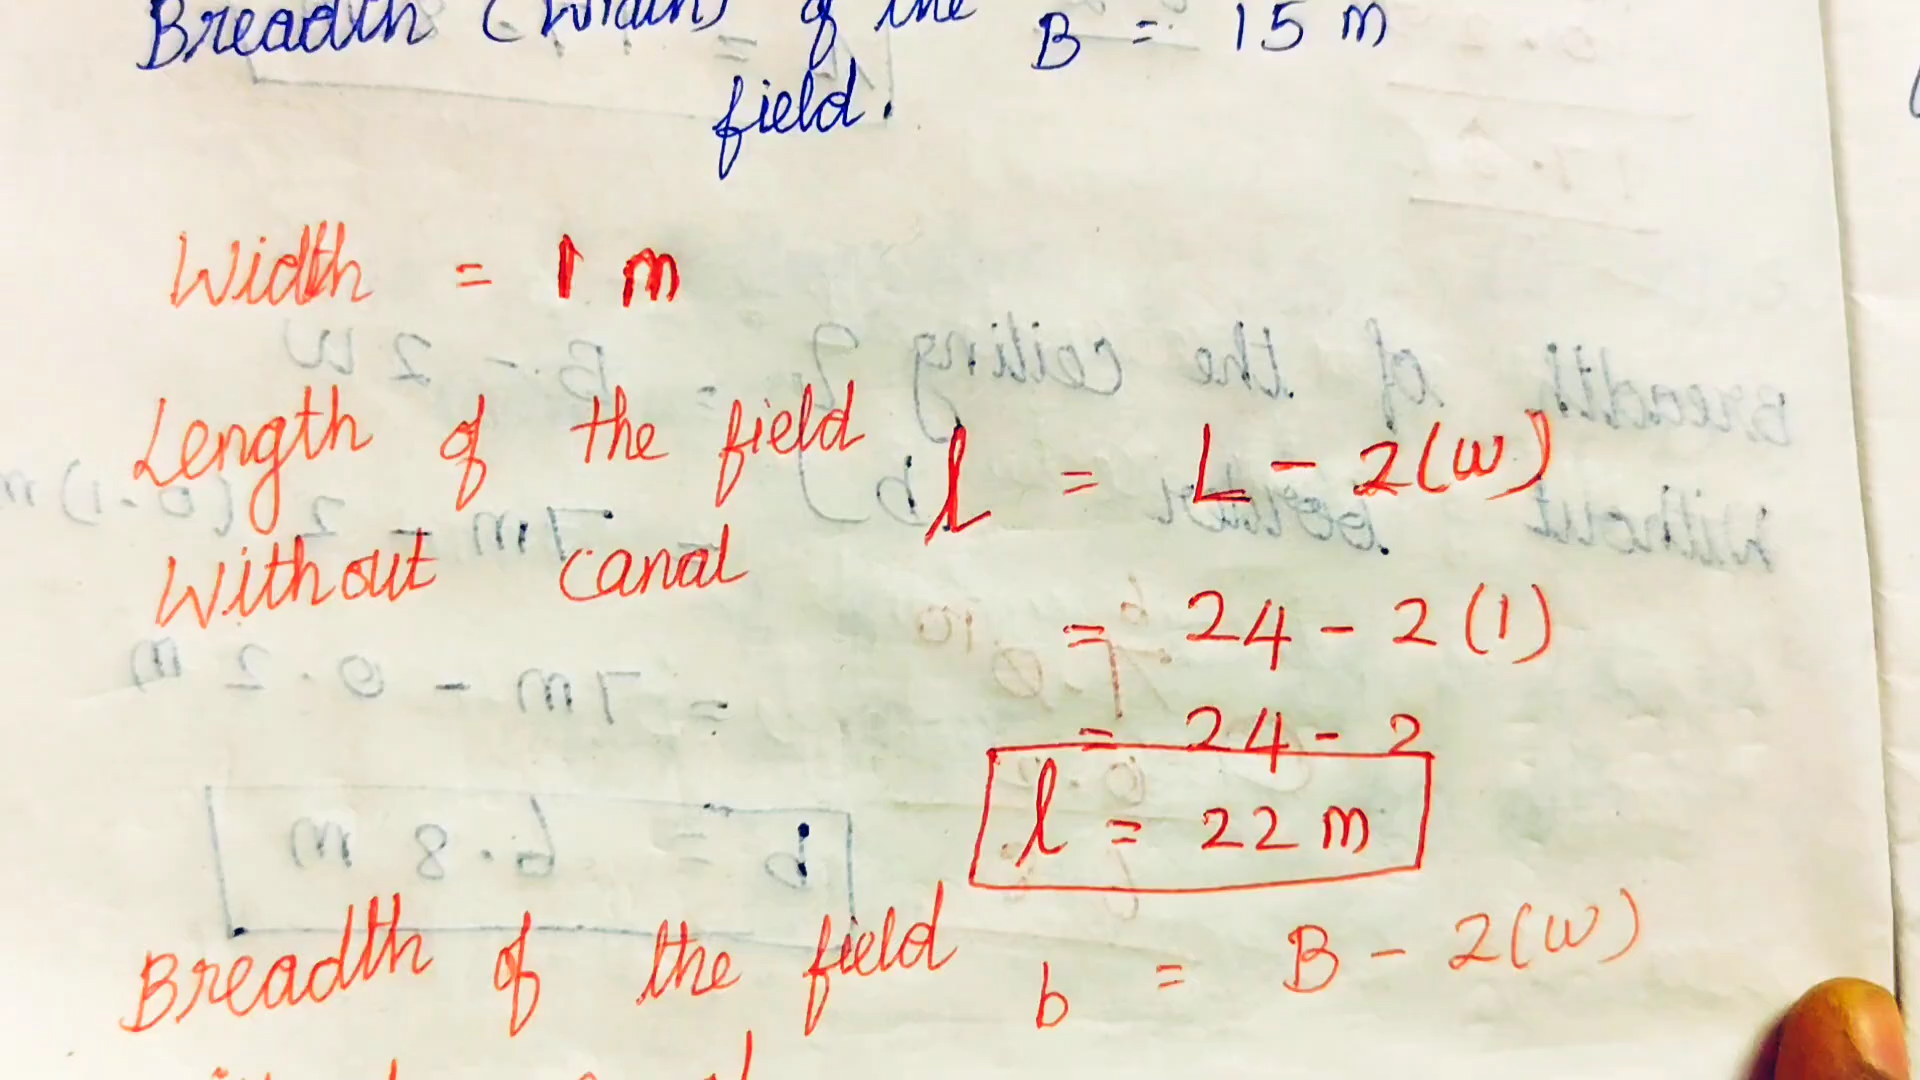 Breadth (Width) of the B = 15 m
field.
Width = 1 m
Length of the field l = L - 2(w)
Without canal
= 24 - 2(1)
= 24 - 2
l = 22 m
Breadth of the field b = B - 2(w)